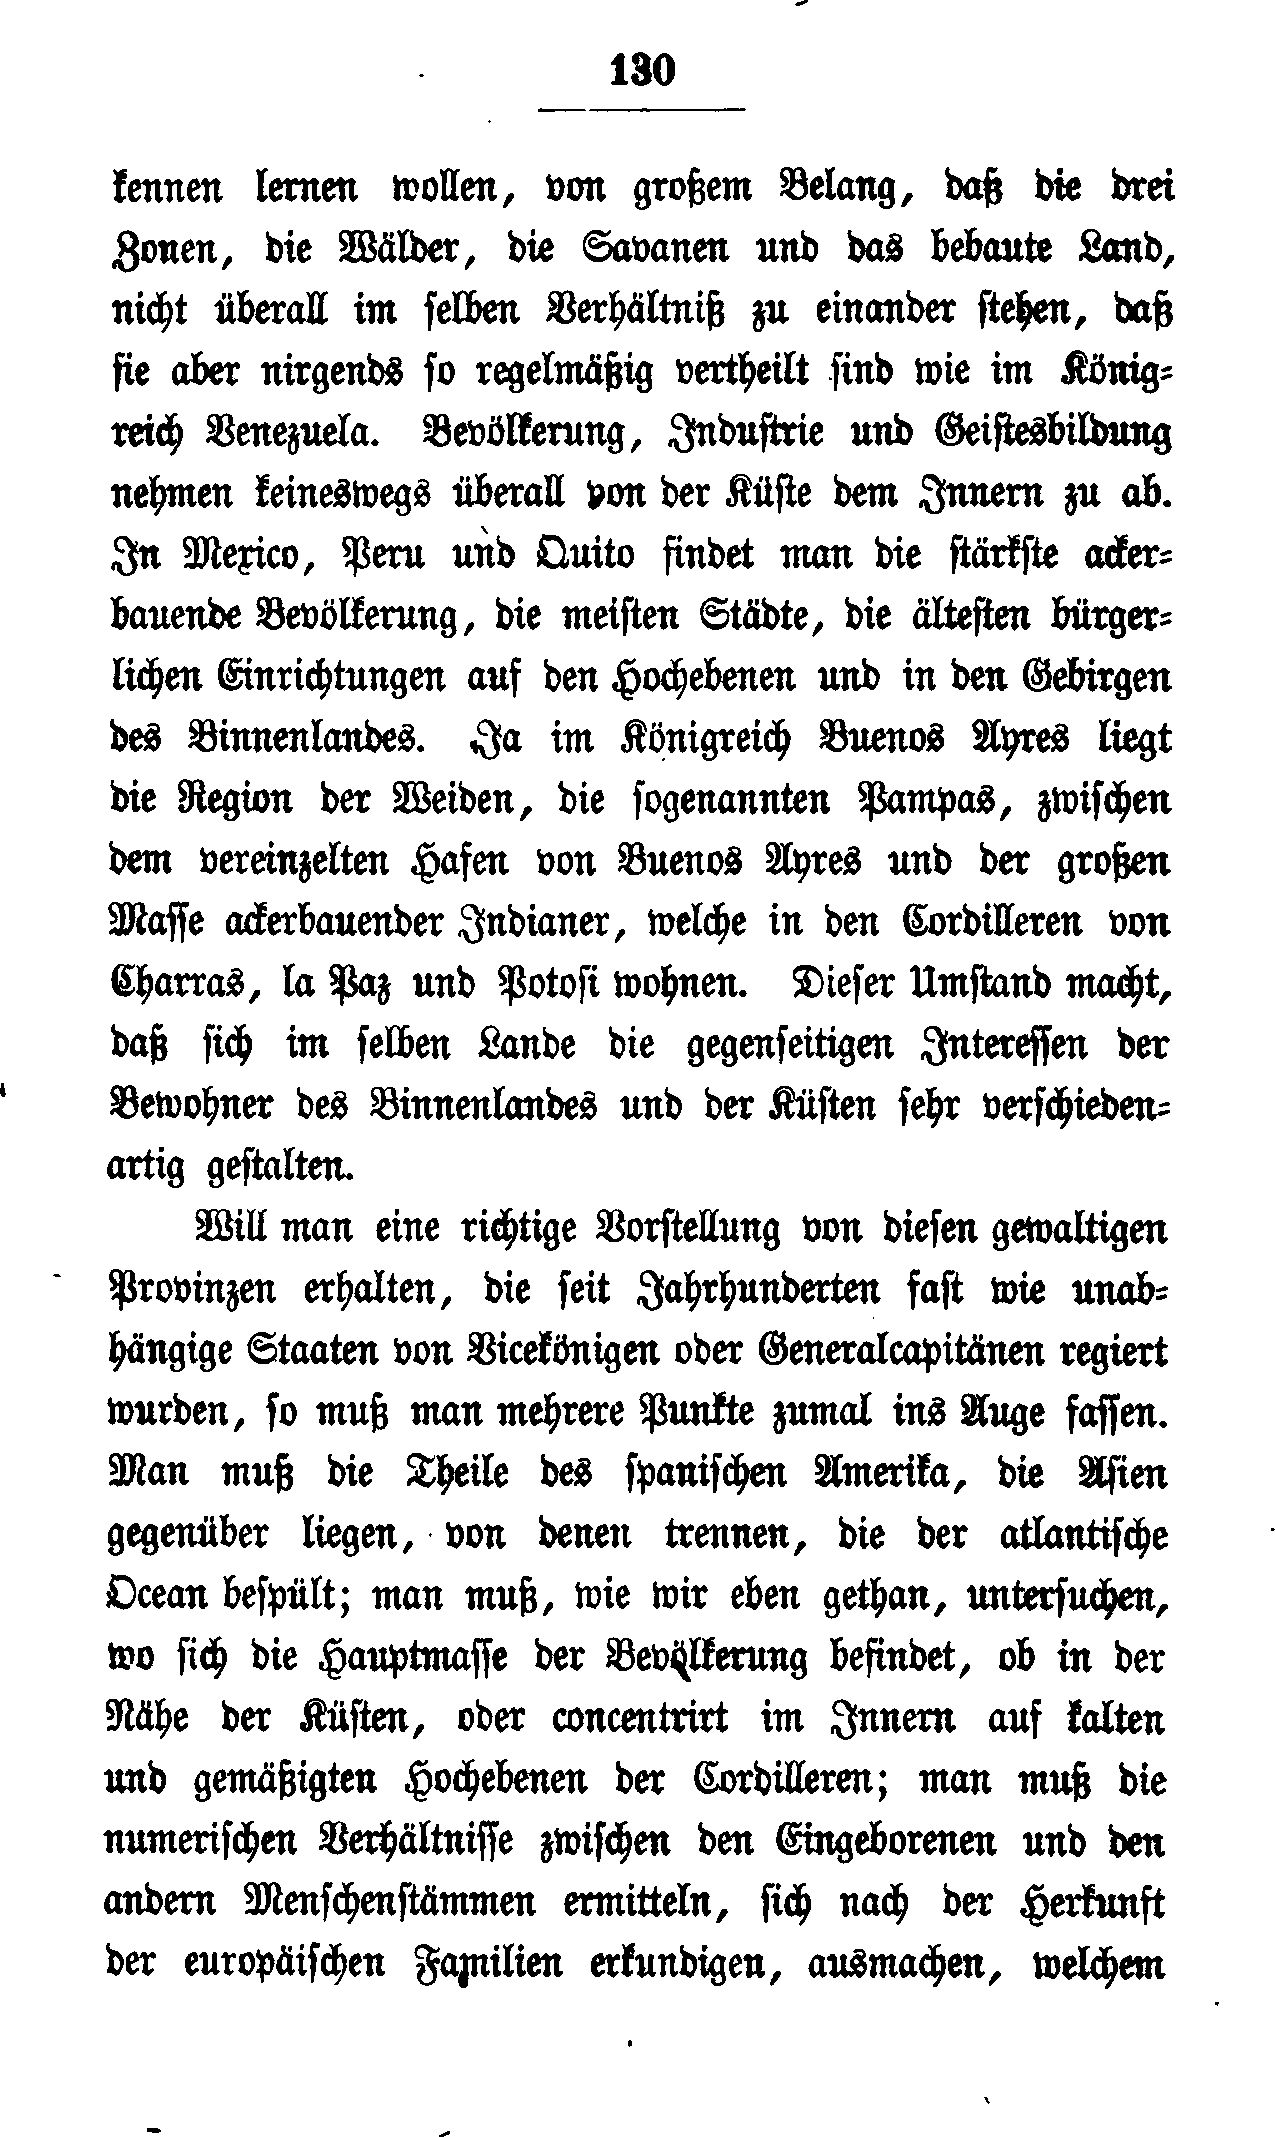 130
kennen lernen wollen, von großem Belang, daß die drei
Zonen, die Wälder, die Savanen und das bebaute Land,
nicht überall im selben Verhältniß zu einander stehen, daß
sie aber nirgends so regelmäßig vertheilt sind wie im König-
reich Venezuela. Bevölkerung, Industrie und Geistesbildung
nehmen keineswegs überall von der Küste dem Innern zu ab.
In Mexico, Peru und Quito findet man die stärkste acker-
bauende Bevölkerung, die meisten Städte, die ältesten bürger-
lichen Einrichtungen auf den Hochebenen und in den Gebirgen
des Binnenlandes. Ja im Königreich Buenos Ayres liegt
die Region der Weiden, die sogenannten Pampas, zwischen
dem vereinzelten Hafen von Buenos Ayres und der großen
Masse ackerbauender Indianer, welche in den Cordilleren von
Charras, la Paz und Potosi wohnen. Dieser Umstand macht,
daß sich im selben Lande die gegenseitigen Interessen der
Bewohner des Binnenlandes und der Küsten sehr verschieden-
artig gestalten.
Will man eine richtige Vorstellung von diesen gewaltigen
Provinzen erhalten, die seit Jahrhunderten fast wie unab-
hängige Staaten von Vicekönigen oder Generalcapitänen regiert
wurden, so muß man mehrere Punkte zumal ins Auge fassen.
Man muß die Theile des spanischen Amerika, die Asien
gegenüber liegen, von denen trennen, die der atlantische
Ocean bespült; man muß, wie wir eben gethan, untersuchen,
wo sich die Hauptmasse der Bevölkerung befindet, ob in der
Nähe der Küsten, oder concentrirt im Innern auf kalten
und gemäßigten Hochebenen der Cordilleren; man muß die
numerischen Verhältnisse zwischen den Eingeborenen und den
andern Menschenstämmen ermitteln, sich nach der Herkunft
der europäischen Familien erkundigen, ausmachen, welchem